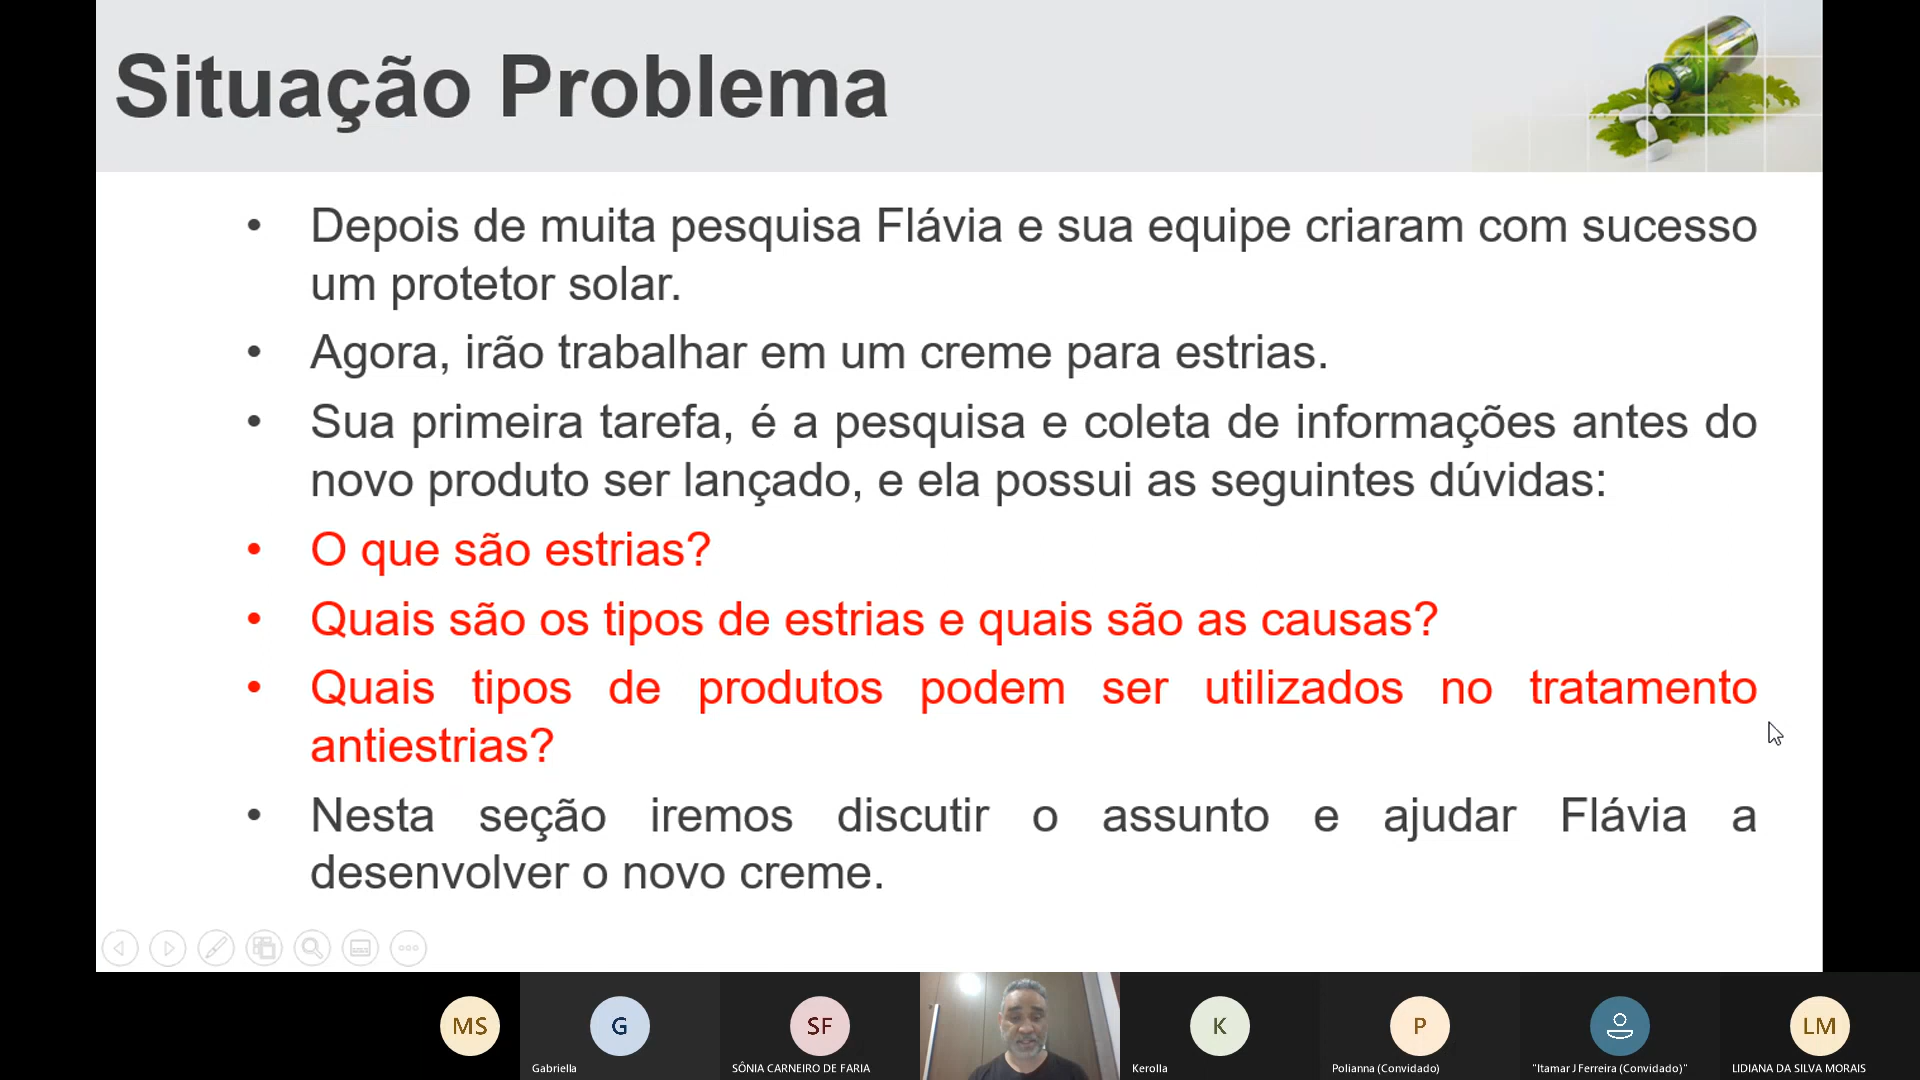 Situação Problema
• Depois de muita pesquisa Flávia e sua equipe criaram com sucesso
um protetor solar.
• Agora, irão trabalhar em um creme para estrias.
• Sua primeira tarefa, é a pesquisa e coleta de informações antes do
novo produto ser lançado, e ela possui as seguintes dúvidas:
• O que são estrias?
• Quais são os tipos de estrias e quais são as causas?
• Quais tipos de produtos podem ser utilizados no tratamento
antiestrias?
• Nesta seção iremos discutir o assunto e ajudar Flávia a
desenvolver o novo creme.
MS
G
SF
K
P
LM
Gabriella
SÔNIA CARNEIRO DE FARIA
Kerolla
Polianna (Convidado)
"Itamar J Ferreira (Convidado)"
LIDIANA DA SILVA MORAIS